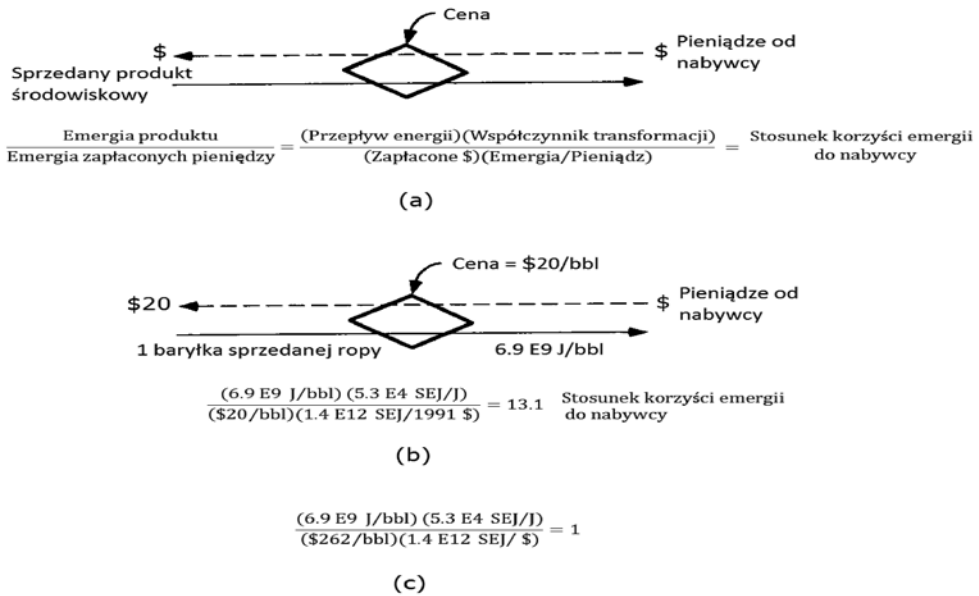 Cena
$ $ Pieniądze od
nabywcy
Sprzedany produkt
środowiskowy
Emergia produktu / Emergia zapłaconych pieniędzy = (Przepływ energii)(Współczynnik transformacji) / (Zapłacone $)(Emergia/Pieniądz) = Stosunek korzyści emergii
do nabywcy
(a)
Cena = $20/bbl
$20 $ Pieniądze od
nabywcy
1 baryłka sprzedanej ropy 6.9 E9 J/bbl
(6.9 E9 J/bbl) (5.3 E4 SEJ/J) / ($20/bbl)(1.4 E12 SEJ/1991 $) = 13.1 Stosunek korzyści emergii
do nabywcy
(b)
(6.9 E9 J/bbl) (5.3 E4 SEJ/J) / ($262/bbl)(1.4 E12 SEJ/ $) = 1
(c)